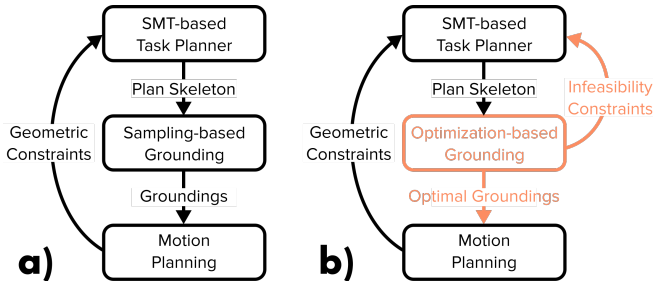 SMT-based
Task Planner
Plan Skeleton
Geometric
Constraints
Sampling-based
Grounding
Groundings
Motion
Planning
a)
SMT-based
Task Planner
Plan Skeleton
Infeasibility
Constraints
Geometric
Constraints
Optimization-based
Grounding
Optimal Groundings
Motion
Planning
b)